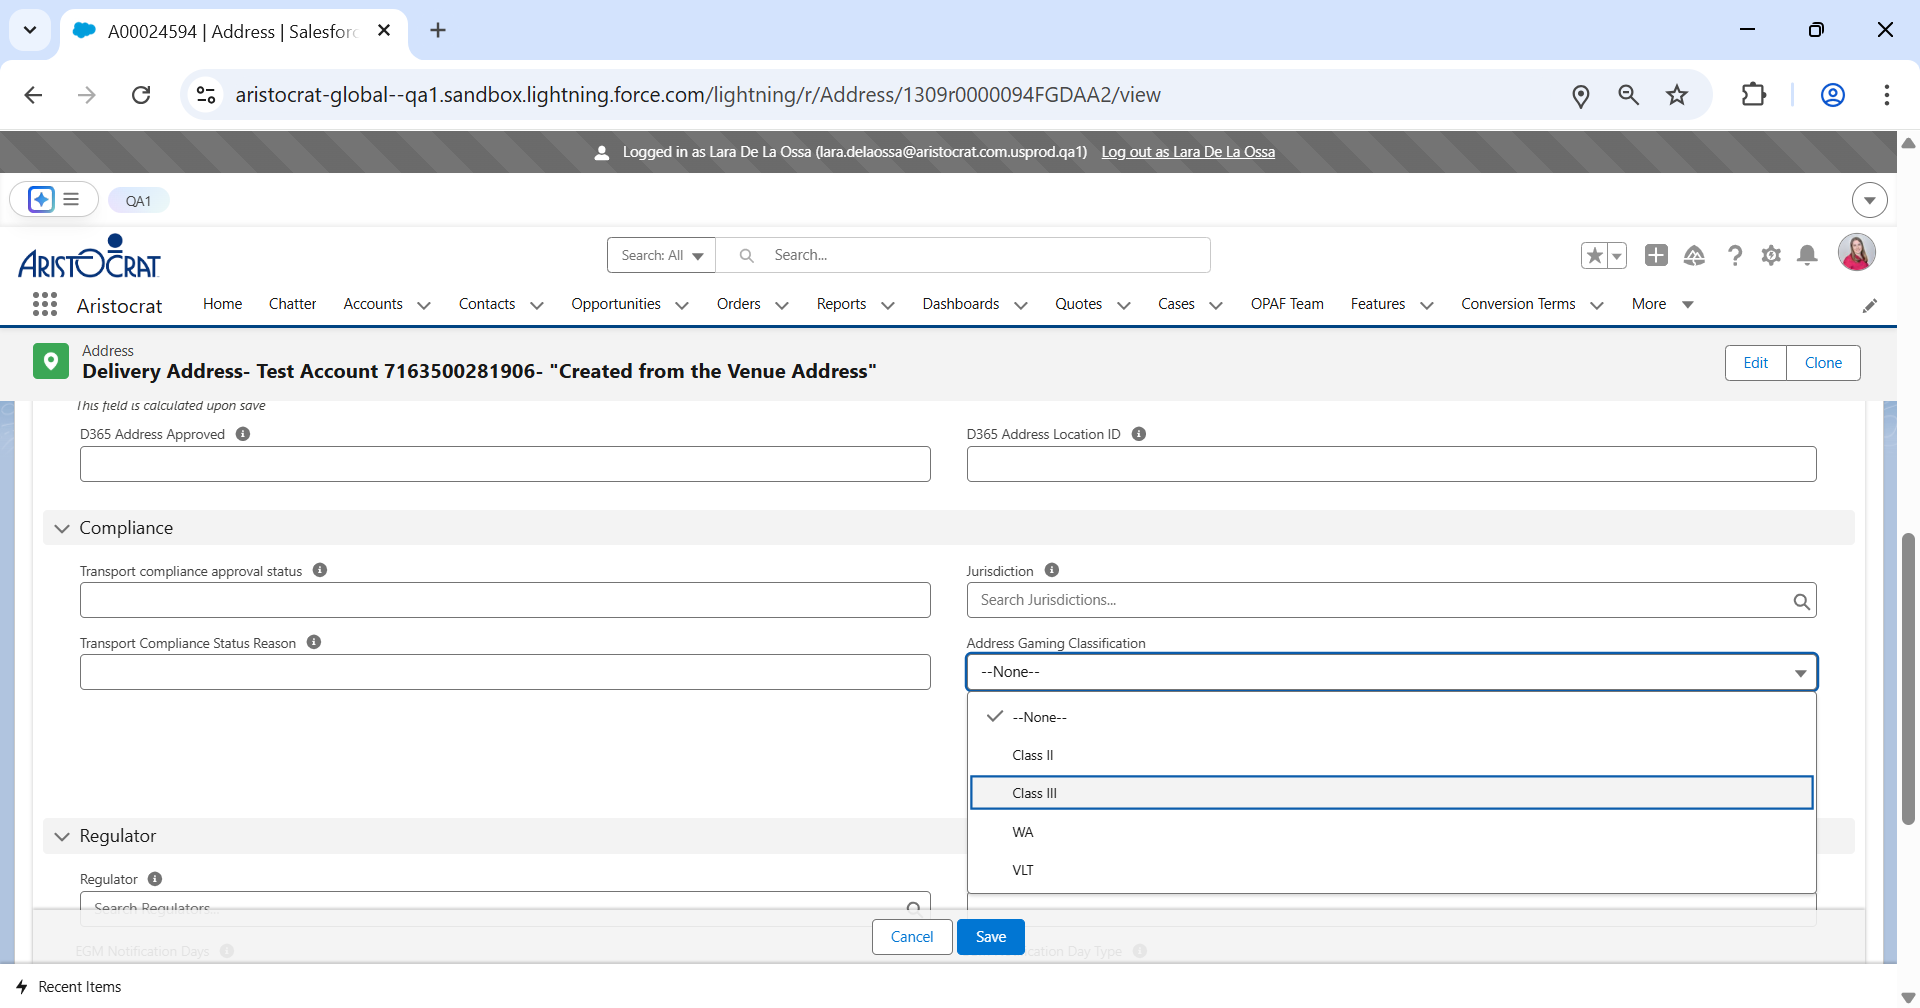 A00024594 | Address | Salesforc
aristocrat-global--qa1.sandbox.lightning.force.com/lightning/r/Address/1309r0000094FGDAA2/view
Logged in as Lara De La Ossa (lara.delaossa@aristocrat.com.usprod.qa1) Log out as Lara De La Ossa
QA1
ARISTOCRAT
Search: All
Search...
Aristocrat
Home
Chatter
Accounts
Contacts
Opportunities
Orders
Reports
Dashboards
Quotes
Cases
OPAF Team
Features
Conversion Terms
More
Address
Delivery Address- Test Account 7163500281906- "Created from the Venue Address"
Edit
Clone
This field is calculated upon save
D365 Address Approved
D365 Address Location ID
Compliance
Transport compliance approval status
Jurisdiction
Search Jurisdictions...
Transport Compliance Status Reason
Address Gaming Classification
--None--
--None--
Class II
Class III
WA
VLT
Regulator
Regulator
Search Regulators...
Cancel
Save
EGM Notification Days
cation Day Type
Recent Items